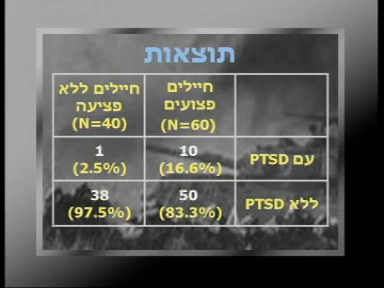 תוצאות
חיילים פצועים (N=60)
חיילים ללא פציעה (N=40)
עם PTSD
10 (16.6%)
1 (2.5%)
ללא PTSD
50 (83.3%)
38 (97.5%)